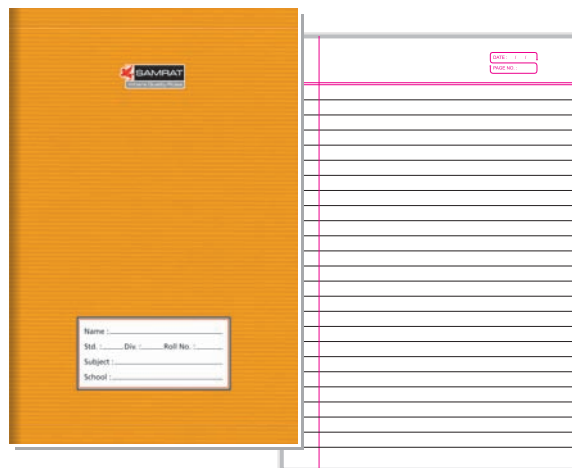 SAMRAT
Name :
Std. : Div. : Roll No. :
Subject :
School :
DATE:
PAGE NO.: